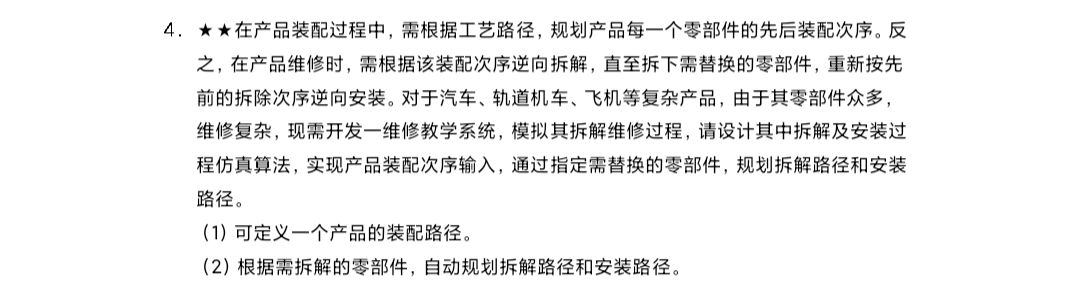 4. ★★在产品装配过程中，需根据工艺路径，规划产品每一个零部件的先后装配次序。反
之，在产品维修时，需根据该装配次序逆向拆解，直至拆下需替换的零部件，重新按先
前的拆除次序逆向安装。对于汽车、轨道机车、飞机等复杂产品，由于其零部件众多，
维修复杂，现需开发一维修教学系统，模拟其拆解维修过程，请设计其中拆解及安装过
程仿真算法，实现产品装配次序输入，通过指定需替换的零部件，规划拆解路径和安装
路径。
（1）可定义一个产品的装配路径。
（2）根据需拆解的零部件，自动规划拆解路径和安装路径。